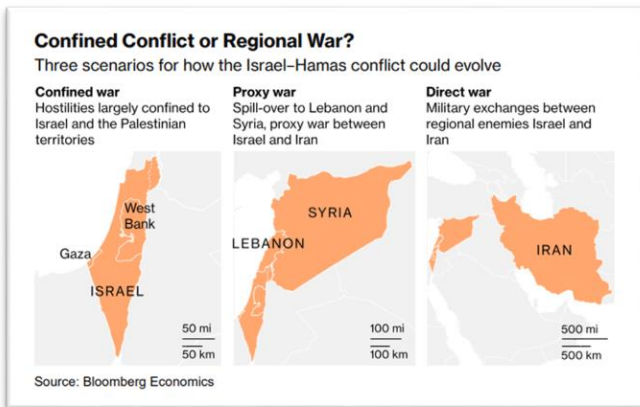 Confined Conflict or Regional War?
Three scenarios for how the Israel–Hamas conflict could evolve
Confined war
Hostilities largely confined to
Israel and the Palestinian
territories
West
Bank
Gaza
ISRAEL
50 mi
50 km
Proxy war
Spill-over to Lebanon and
Syria, proxy war between
Israel and Iran
SYRIA
LEBANON
100 mi
100 km
Direct war
Military exchanges between
regional enemies Israel and
Iran
IRAN
500 mi
500 km
Source: Bloomberg Economics